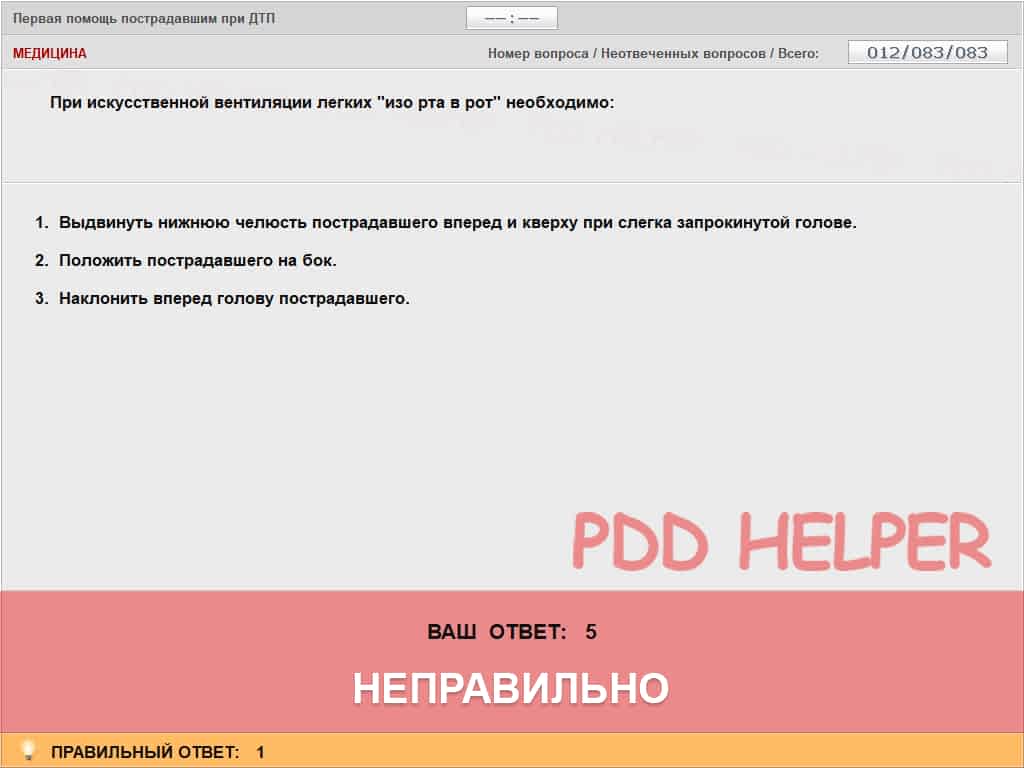 Первая помощь пострадавшим при ДТП
––:––
МЕДИЦИНА
Номер вопроса / Неотвеченных вопросов / Всего:
012/083/083
При искусственной вентиляции легких "изо рта в рот" необходимо:
1. Выдвинуть нижнюю челюсть пострадавшего вперед и кверху при слегка запрокинутой голове.
2. Положить пострадавшего на бок.
3. Наклонить вперед голову пострадавшего.
PDD HELPER
ВАШ ОТВЕТ: 5
НЕПРАВИЛЬНО
ПРАВИЛЬНЫЙ ОТВЕТ: 1